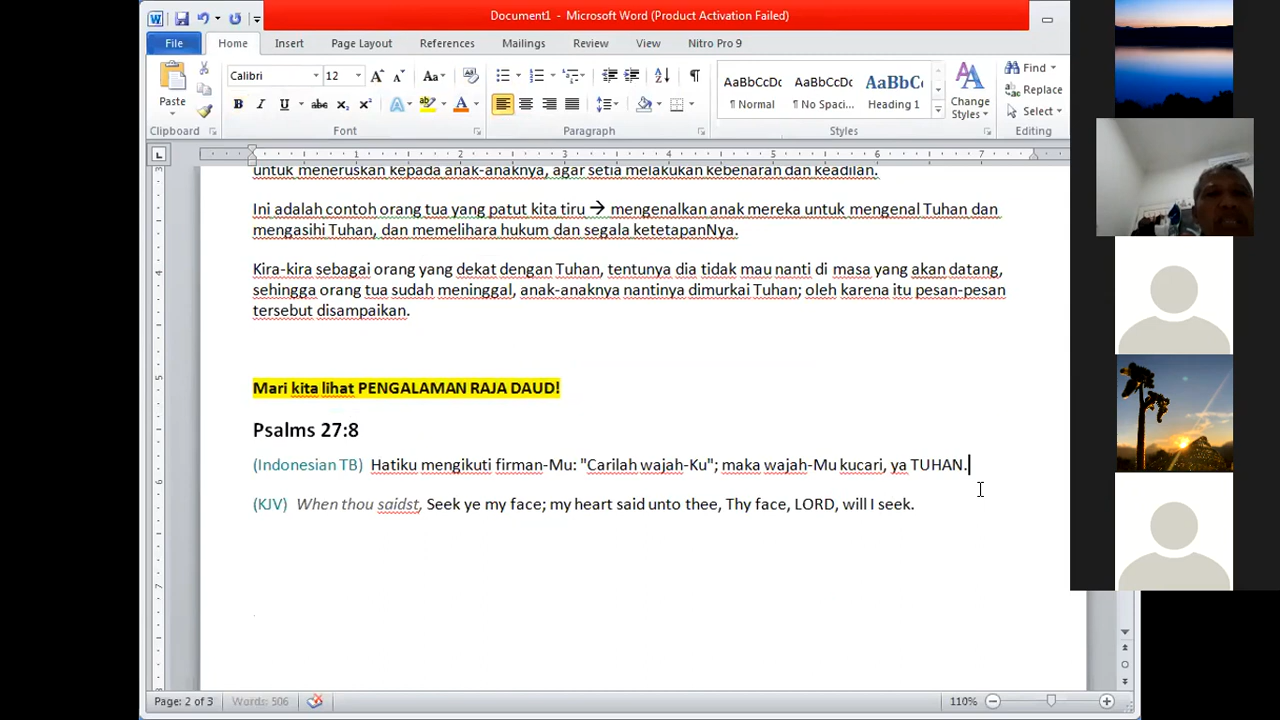 Document1 - Microsoft Word (Product Activation Failed)
File Home Insert Page Layout References Mailings Review View Nitro Pro 9
Calibri 12 Aa
AaBbCcDc AaBbCcDc AaBbC
Find
Paste
¶ Normal ¶ No Spaci... Heading 1
Change Styles
Replace
Select
Clipboard Font Paragraph Styles Editing
1 2 3 4 5 6 7
untuk meneruskan kepada anak-anaknya, agar setia melakukan kebenaran dan keadilan.
Ini adalah contoh orang tua yang patut kita tiru → mengenalkan anak mereka untuk mengenal Tuhan dan
mengasihi Tuhan, dan memelihara hukum dan segala ketetapanNya.
Kira-kira sebagai orang yang dekat dengan Tuhan, tentunya dia tidak mau nanti di masa yang akan datang,
sehingga orang tua sudah meninggal, anak-anaknya nantinya dimurkai Tuhan; oleh karena itu pesan-pesan
tersebut disampaikan.
Mari kita lihat PENGALAMAN RAJA DAUD!
Psalms 27:8
(Indonesian TB) Hatiku mengikuti firman-Mu: "Carilah wajah-Ku"; maka wajah-Mu kucari, ya TUHAN.
(KJV) When thou saidst, Seek ye my face; my heart said unto thee, Thy face, LORD, will I seek.
Page: 2 of 3 Words: 506 110%